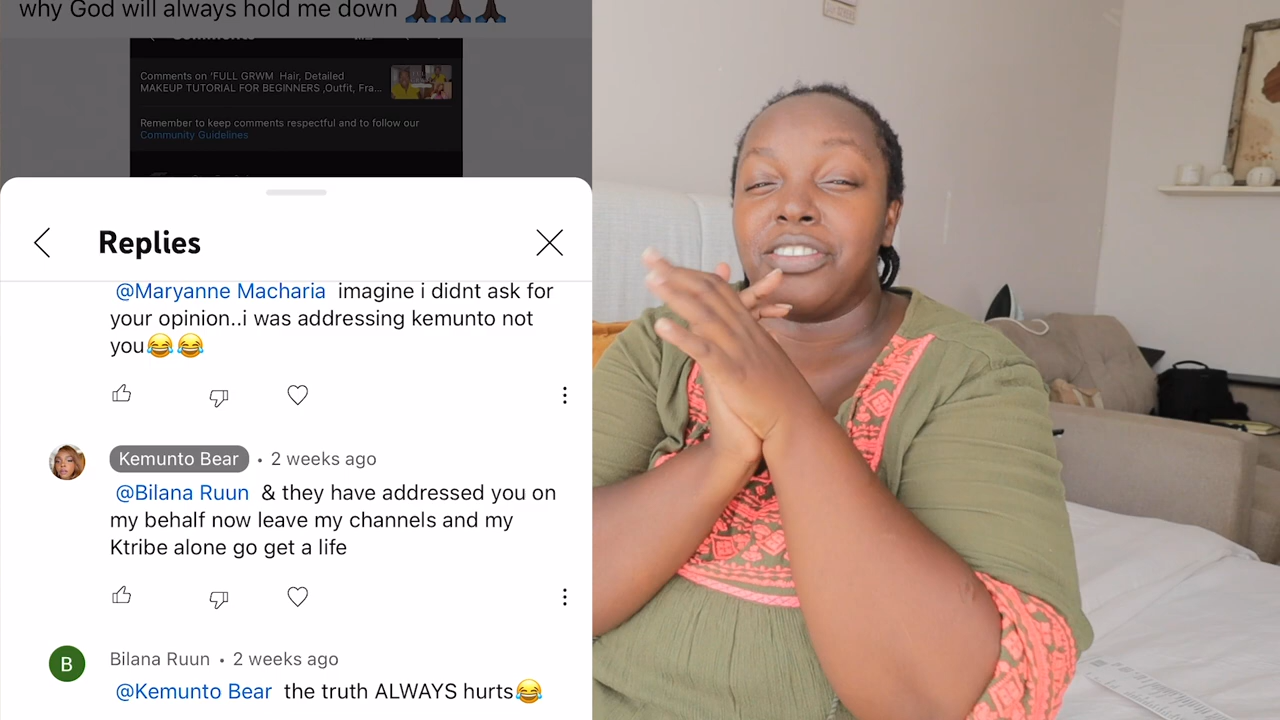 why God will always hold me down 🙏🏿🙏🏿🙏🏿
Comments
Comments on 'FULL GRWM Hair, Detailed
MAKEUP TUTORIAL FOR BEGINNERS ,Outfit, Fra...
Remember to keep comments respectful and to follow our
Community Guidelines
Replies
@Maryanne Macharia imagine i didnt ask for
your opinion..i was addressing kemunto not
you😂😂
Kemunto Bear • 2 weeks ago
@Bilana Ruun & they have addressed you on
my behalf now leave my channels and my
Ktribe alone go get a life
B
Bilana Ruun • 2 weeks ago
@Kemunto Bear the truth ALWAYS hurts😂